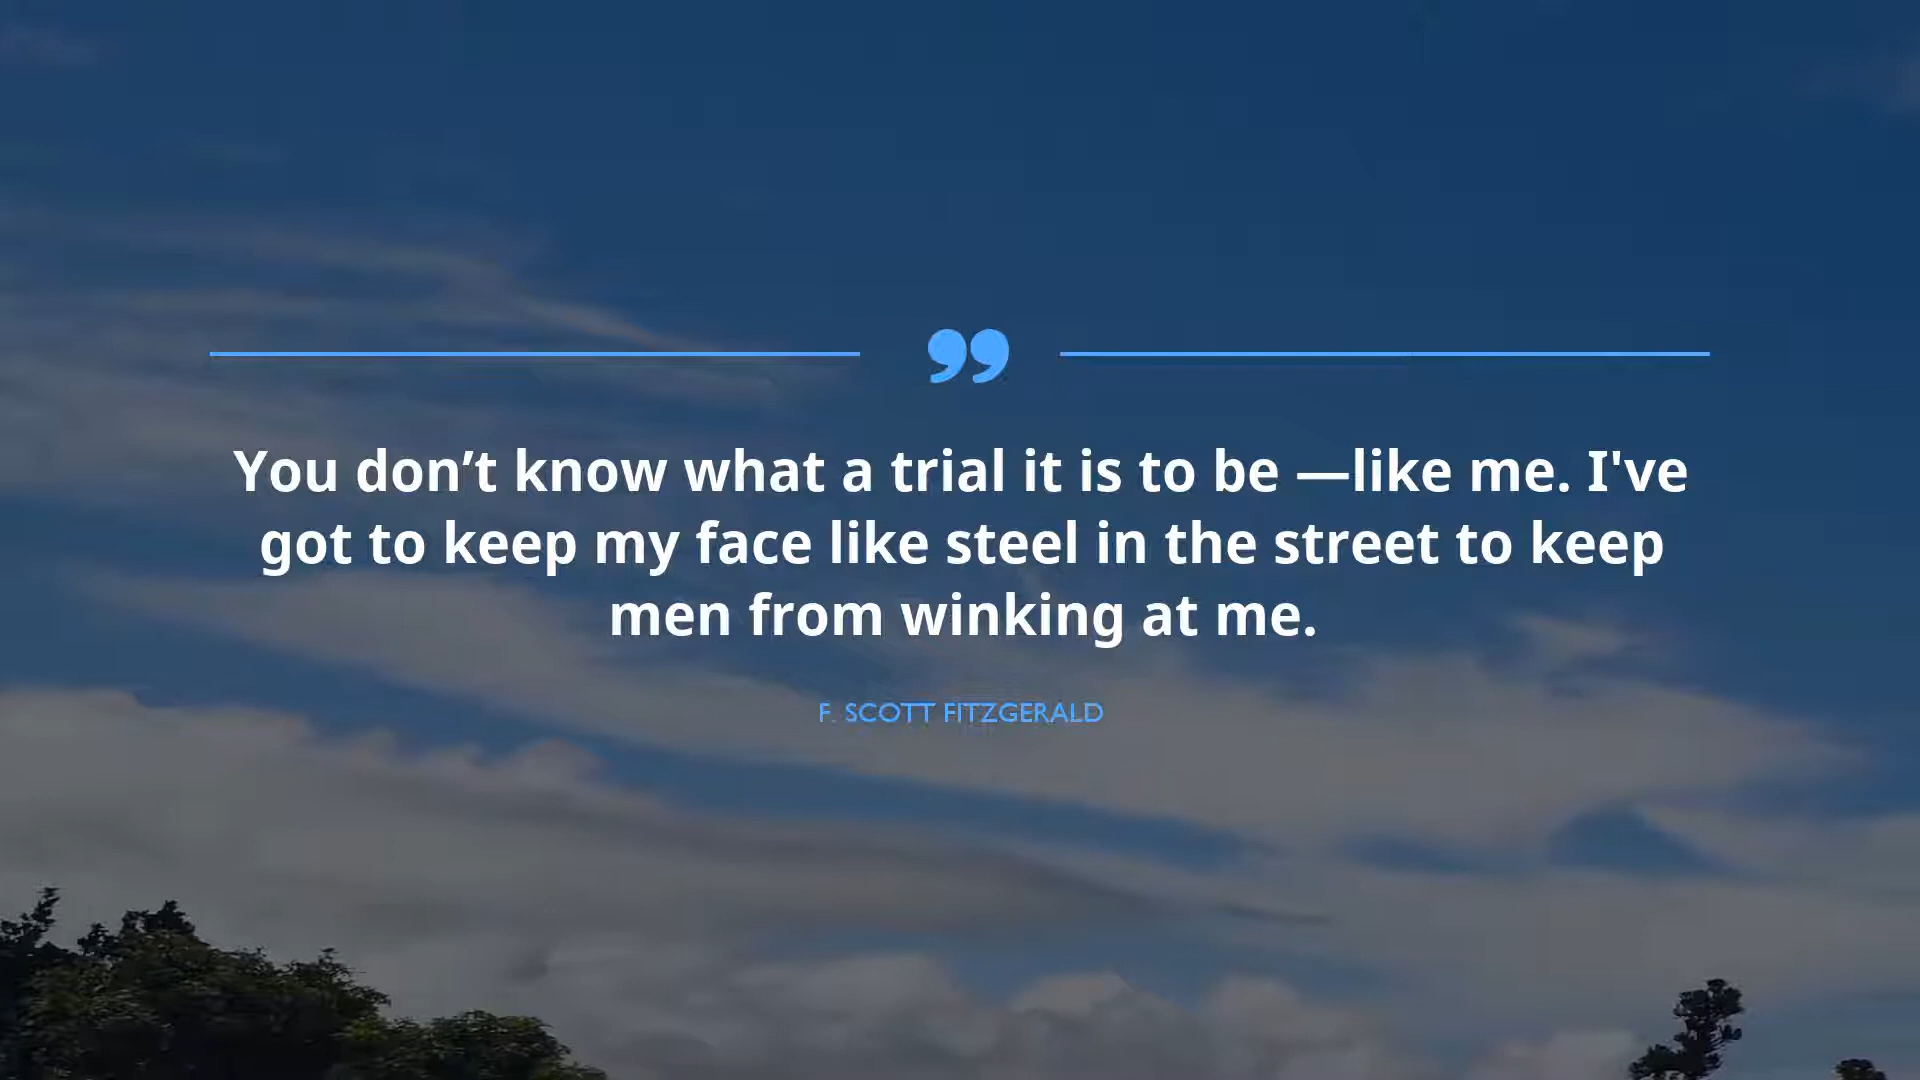 ”
You don’t know what a trial it is to be —like me. I've
got to keep my face like steel in the street to keep
men from winking at me.
F. SCOTT FITZGERALD